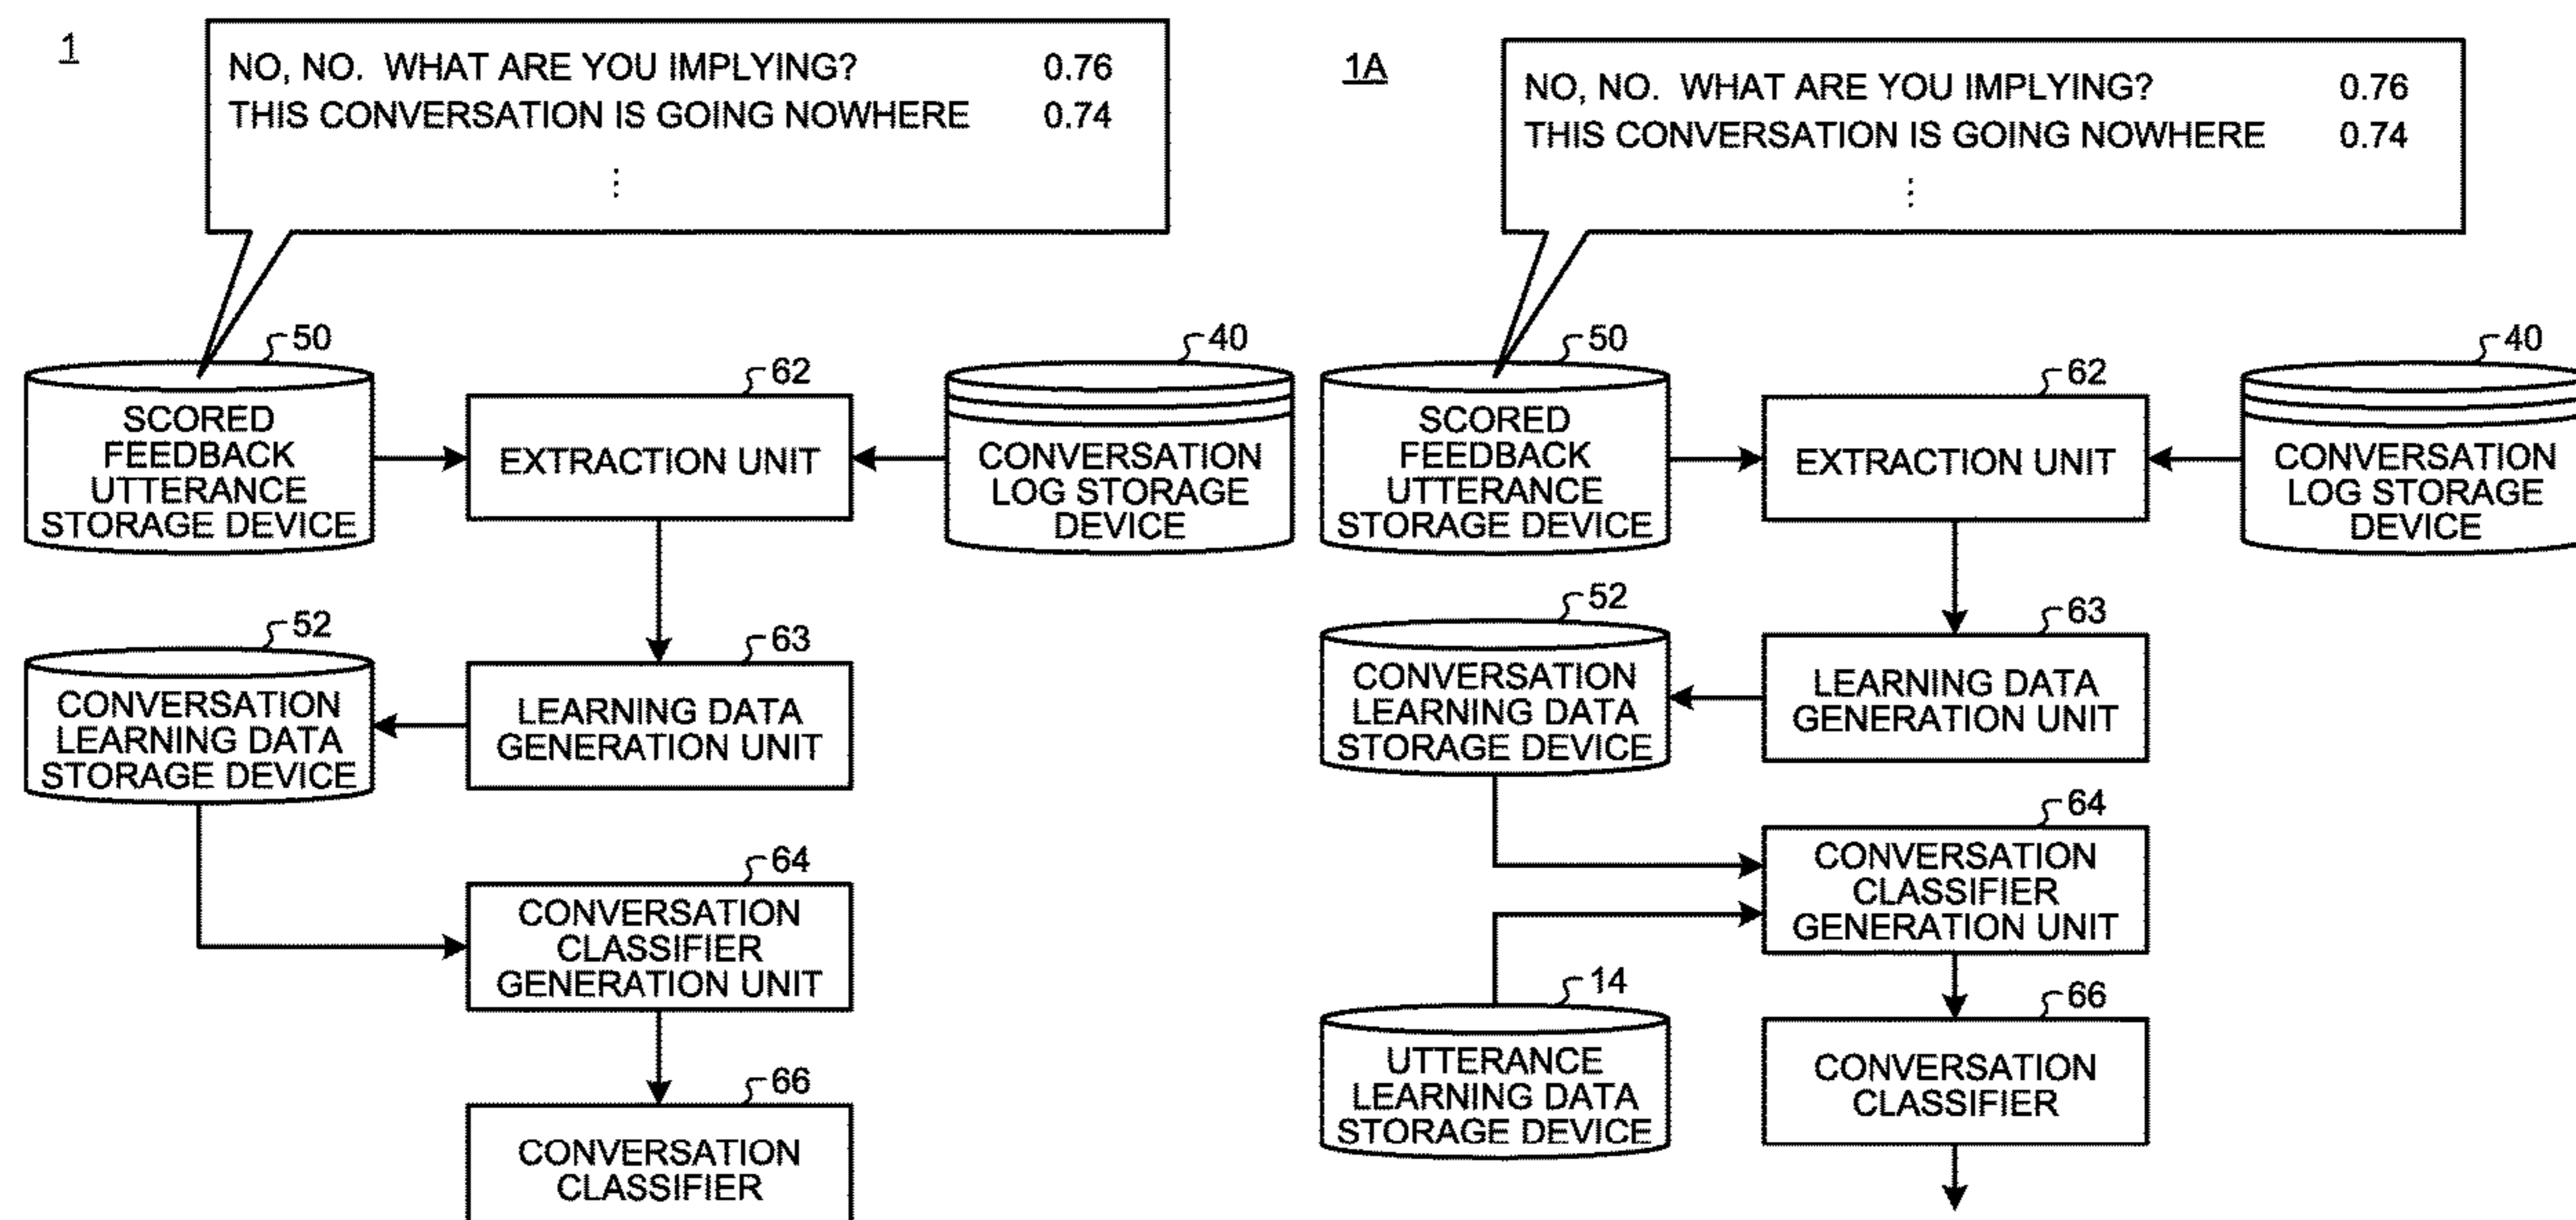 1
NO, NO. WHAT ARE YOU IMPLYING? 0.76
THIS CONVERSATION IS GOING NOWHERE 0.74
⋮
50
SCORED
FEEDBACK
UTTERANCE
STORAGE DEVICE
62
EXTRACTION UNIT
40
CONVERSATION
LOG STORAGE
DEVICE
52
CONVERSATION
LEARNING DATA
STORAGE DEVICE
63
LEARNING DATA
GENERATION UNIT
64
CONVERSATION
CLASSIFIER
GENERATION UNIT
66
CONVERSATION
CLASSIFIER
1A
NO, NO. WHAT ARE YOU IMPLYING? 0.76
THIS CONVERSATION IS GOING NOWHERE 0.74
⋮
50
SCORED
FEEDBACK
UTTERANCE
STORAGE DEVICE
62
EXTRACTION UNIT
40
CONVERSATION
LOG STORAGE
DEVICE
52
CONVERSATION
LEARNING DATA
STORAGE DEVICE
63
LEARNING DATA
GENERATION UNIT
64
CONVERSATION
CLASSIFIER
GENERATION UNIT
14
UTTERANCE
LEARNING DATA
STORAGE DEVICE
66
CONVERSATION
CLASSIFIER